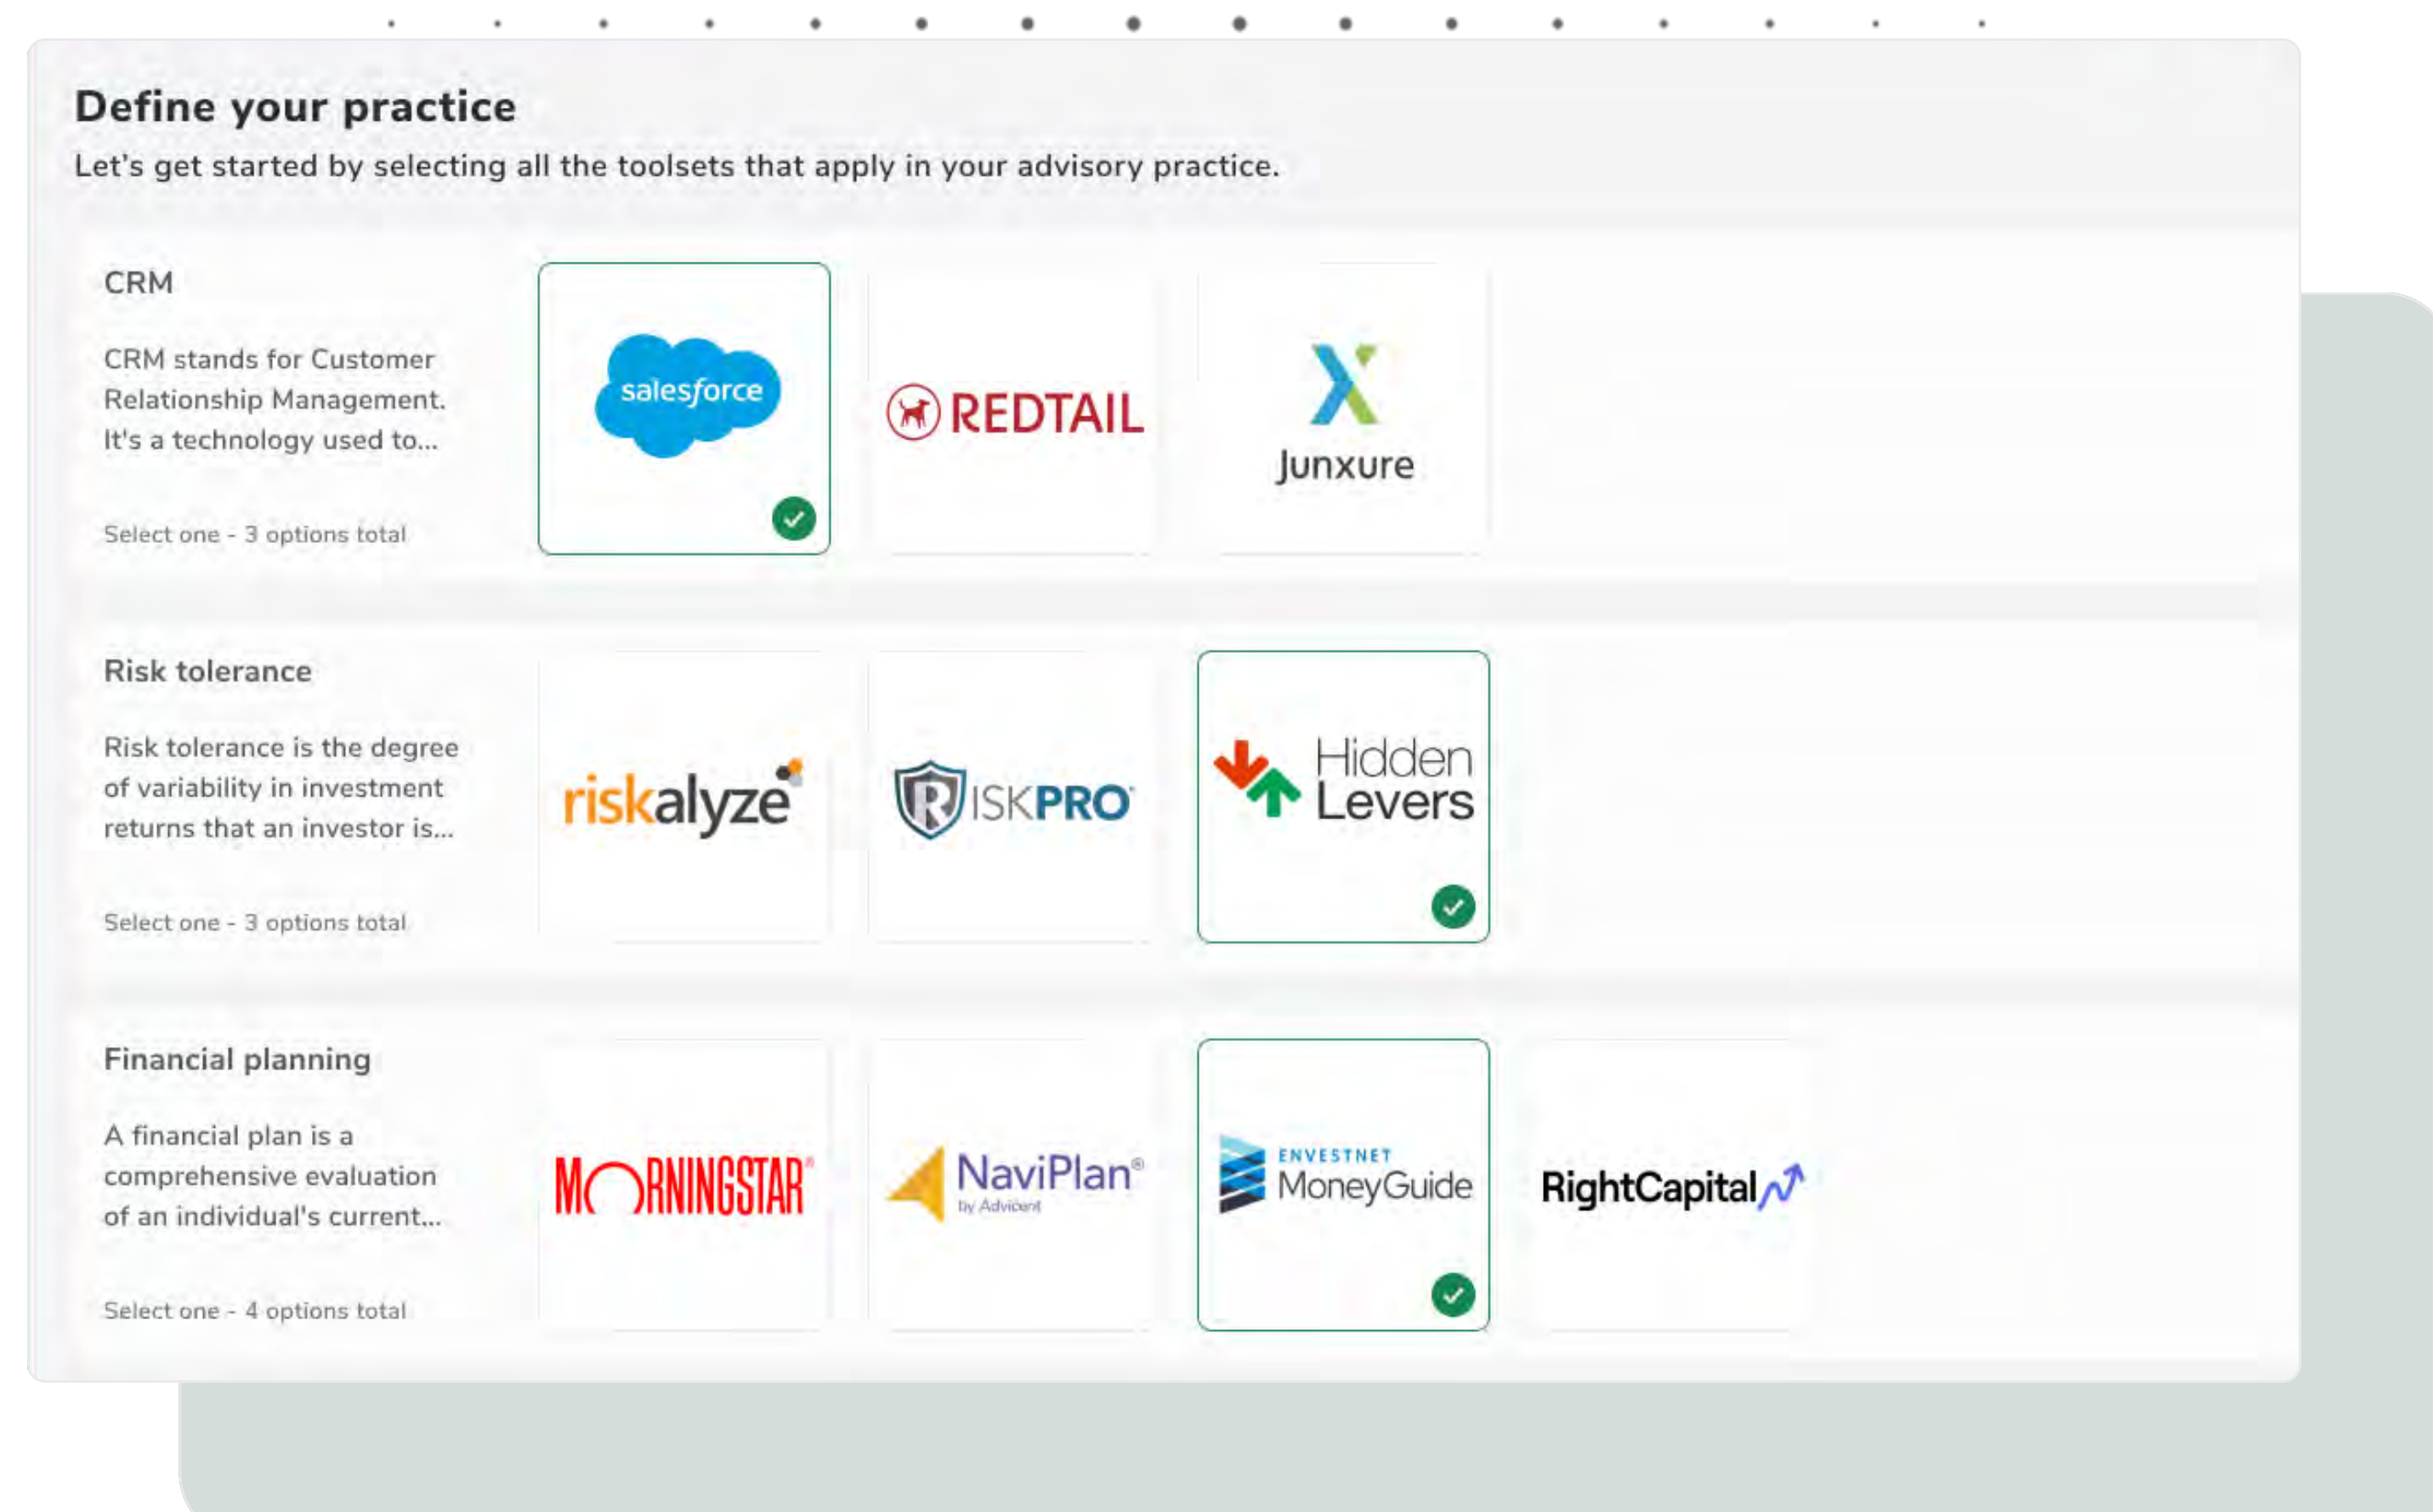 Define your practice
Let's get started by selecting all the toolsets that apply in your advisory practice.
CRM
CRM stands for Customer
Relationship Management.
It's a technology used to...
Select one - 3 options total
salesforce
REDTAIL
Junxure
Risk tolerance
Risk tolerance is the degree
of variability in investment
returns that an investor is...
Select one - 3 options total
riskalyze
RISKPRO
Hidden
Levers
Financial planning
A financial plan is a
comprehensive evaluation
of an individual's current...
Select one - 4 options total
MORNINGSTAR®
NaviPlan®
by Advicent
ENVESTNET
MoneyGuide
RightCapital